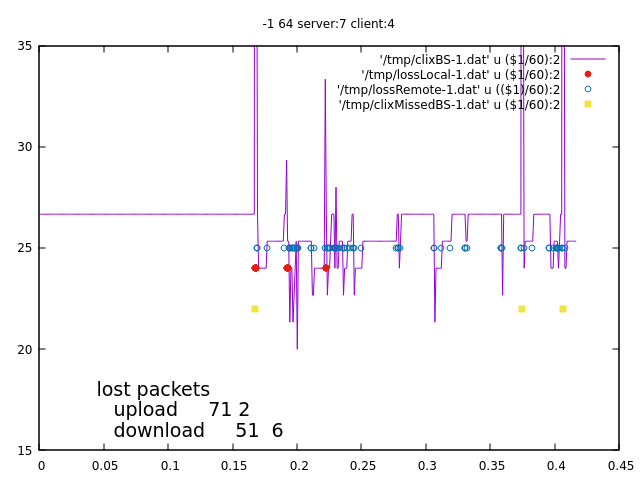 -1 64 server:7 client:4
35
30
25
20
15
'/tmp/clixBS-1.dat' u ($1/60):2
'/tmp/lossLocal-1.dat' u ($1/60):2
'/tmp/lossRemote-1.dat' u (($1)/60):2
'/tmp/clixMissedBS-1.dat' u ($1/60):2
lost packets
upload 71 2
download 51 6
0 0.05 0.1 0.15 0.2 0.25 0.3 0.35 0.4 0.45